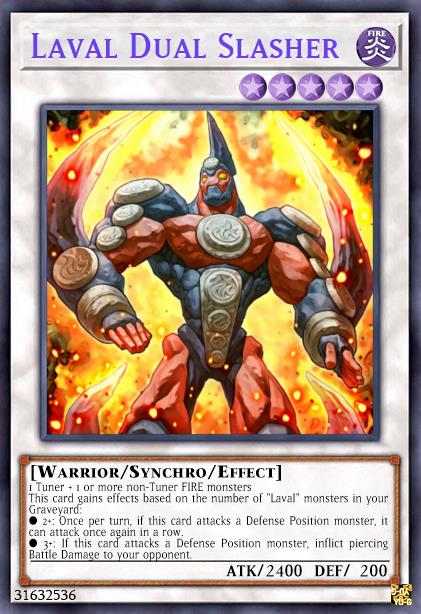 LAVAL DUAL SLASHER
FIRE
炎
[WARRIOR/SYNCHRO/EFFECT]
1 Tuner + 1 or more non-Tuner FIRE monsters
This card gains effects based on the number of "Laval" monsters in your
Graveyard:
● 2+: Once per turn, if this card attacks a Defense Position monster, it
can attack once again in a row.
● 3+: If this card attacks a Defense Position monster, inflict piercing
Battle Damage to your opponent.
ATK/2400 DEF/ 200
31632536